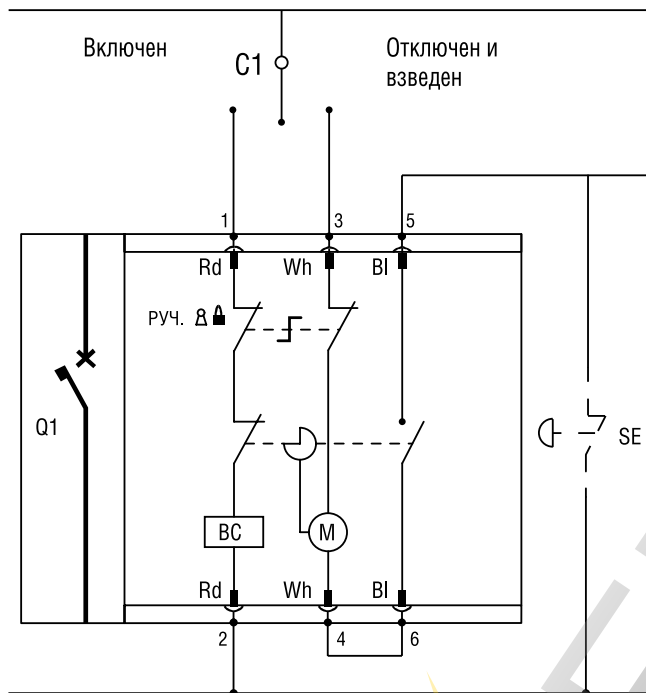 Включен
C1
Отключен и
взведен
1
3
5
Rd
Wh
Bl
РУЧ.
Q1
SE
BC
M
Rd
Wh
Bl
2
4
6